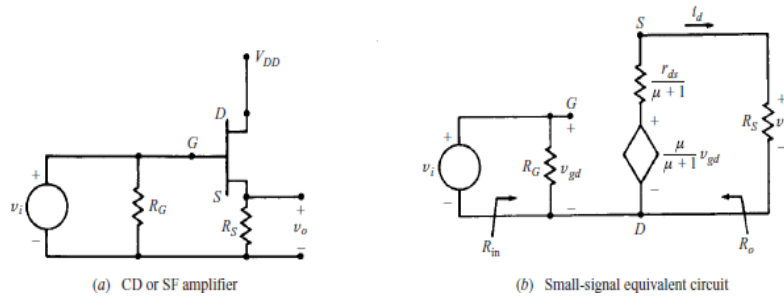 V_DD
D
G
S
+
v_i
−
R_G
R_S
+
v_o
−
(a) CD or SF amplifier
S
i_d
r_ds
μ + 1
+
μ
μ + 1
v_gd
−
D
G
+
v_gd
−
+
v_i
−
R_G
R_in
R_S
+
v
−
R_o
(b) Small-signal equivalent circuit